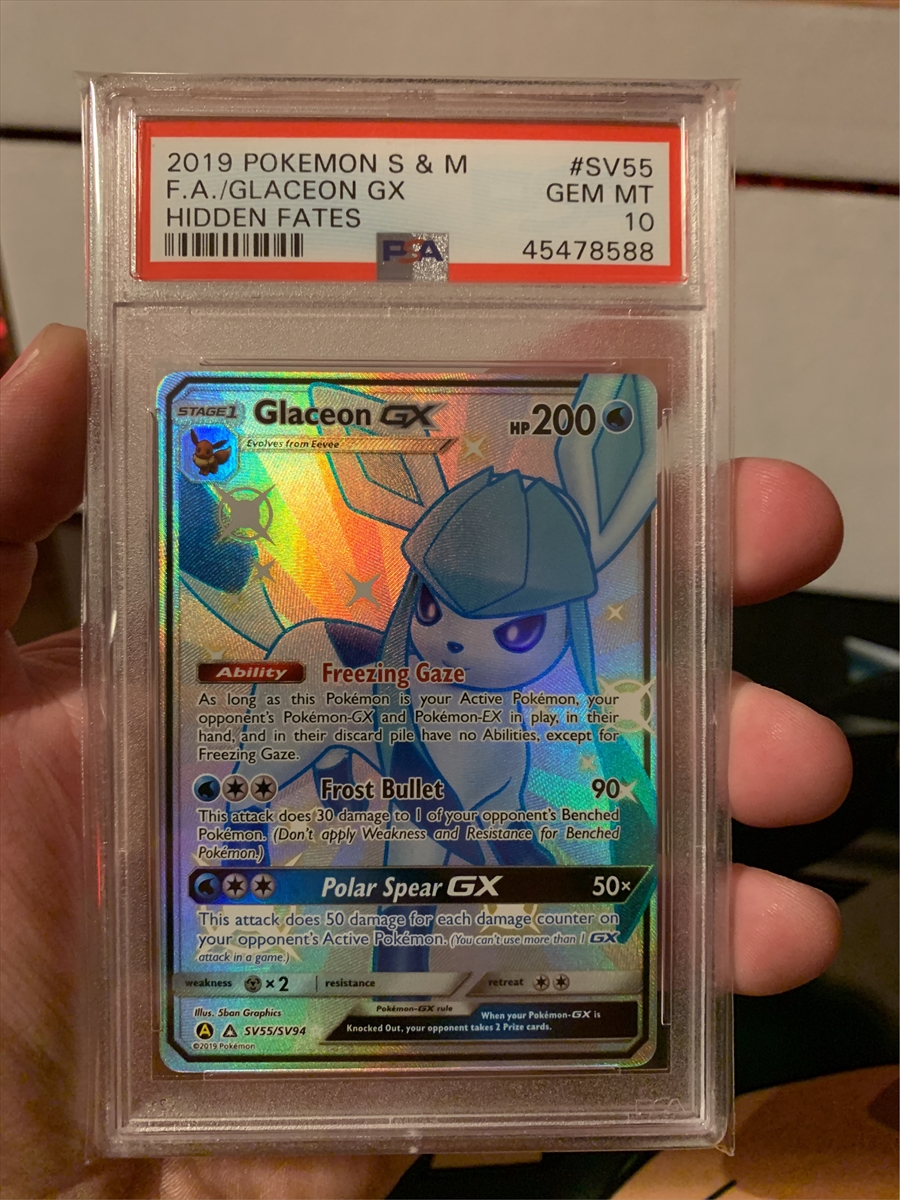 2019 POKEMON S & M #SV55
F.A./GLACEON GX GEM MT
HIDDEN FATES 10
PSA 45478588
STAGE 1 Glaceon GX HP 200
Evolves from Eevee
Ability Freezing Gaze
As long as this Pokémon is your Active Pokémon, your
opponent's Pokémon-GX and Pokémon-EX in play, in their
hand, and in their discard pile have no Abilities, except for
Freezing Gaze.
Frost Bullet 90
This attack does 30 damage to 1 of your opponent's Benched
Pokémon. (Don't apply Weakness and Resistance for Benched
Pokémon.)
Polar Spear GX 50×
This attack does 50 damage for each damage counter on
your opponent's Active Pokémon. (You can't use more than 1 GX
attack in a game.)
weakness ×2 resistance retreat
Illus. 5ban Graphics
Pokémon-GX rule When your Pokémon-GX is
Knocked Out, your opponent takes 2 Prize cards.
A SV55/SV94
©2019 Pokémon
PSA